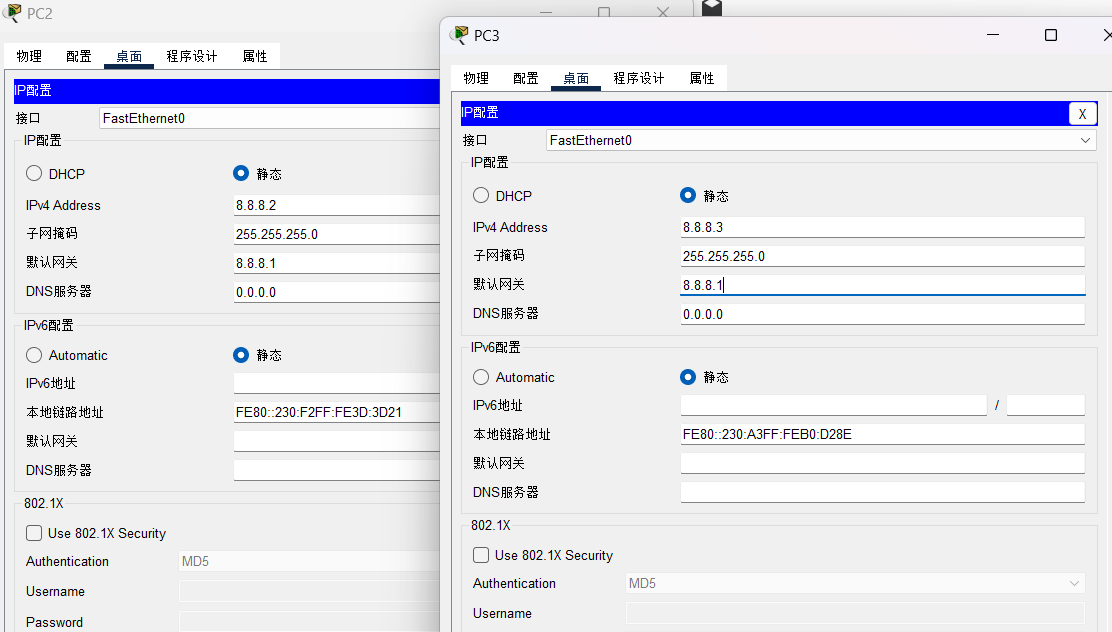 PC2
物理 配置 桌面 程序设计 属性
IP配置
接口 FastEthernet0
IP配置
DHCP 静态
IPv4 Address 8.8.8.2
子网掩码 255.255.255.0
默认网关 8.8.8.1
DNS服务器 0.0.0.0
IPv6配置
Automatic 静态
IPv6地址
本地链路地址 FE80::230:F2FF:FE3D:3D21
默认网关
DNS服务器
802.1X
Use 802.1X Security
Authentication MD5
Username
Password
PC3
物理 配置 桌面 程序设计 属性
IP配置 X
接口 FastEthernet0
IP配置
DHCP 静态
IPv4 Address 8.8.8.3
子网掩码 255.255.255.0
默认网关 8.8.8.1
DNS服务器 0.0.0.0
IPv6配置
Automatic 静态
IPv6地址 /
本地链路地址 FE80::230:A3FF:FEB0:D28E
默认网关
DNS服务器
802.1X
Use 802.1X Security
Authentication MD5
Username